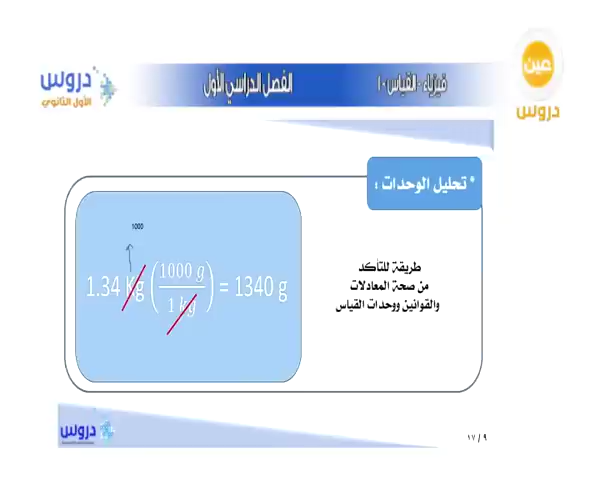 عين
دروس
فيزياء - القياس - ١
الفصل الدراسي الأول
دروس
الأول الثانوي
* تحليل الوحدات :
طريقة للتأكد
من صحة المعادلات
والقوانين ووحدات القياس
1000
1.34 Kg (1000 g / 1 kg) = 1340 g
دروس
١٧ / ٩